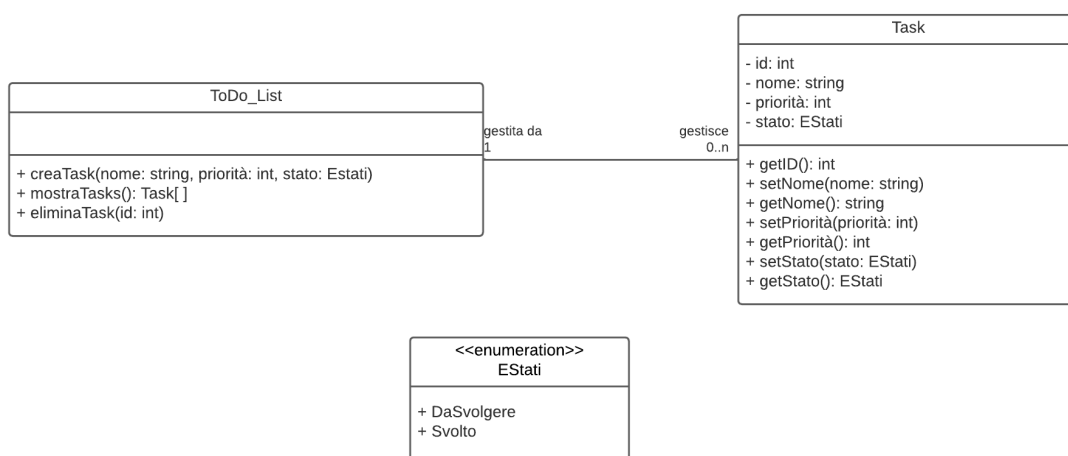 ToDo_List
+ creaTask(nome: string, priorità: int, stato: Estati)
+ mostraTasks(): Task[ ]
+ eliminaTask(id: int)
gestita da
1
gestisce
0..n
Task
- id: int
- nome: string
- priorità: int
- stato: EStati
+ getID(): int
+ setNome(nome: string)
+ getNome(): string
+ setPriorità(priorità: int)
+ getPriorità(): int
+ setStato(stato: EStati)
+ getStato(): EStati
<<enumeration>>
EStati
+ DaSvolgere
+ Svolto